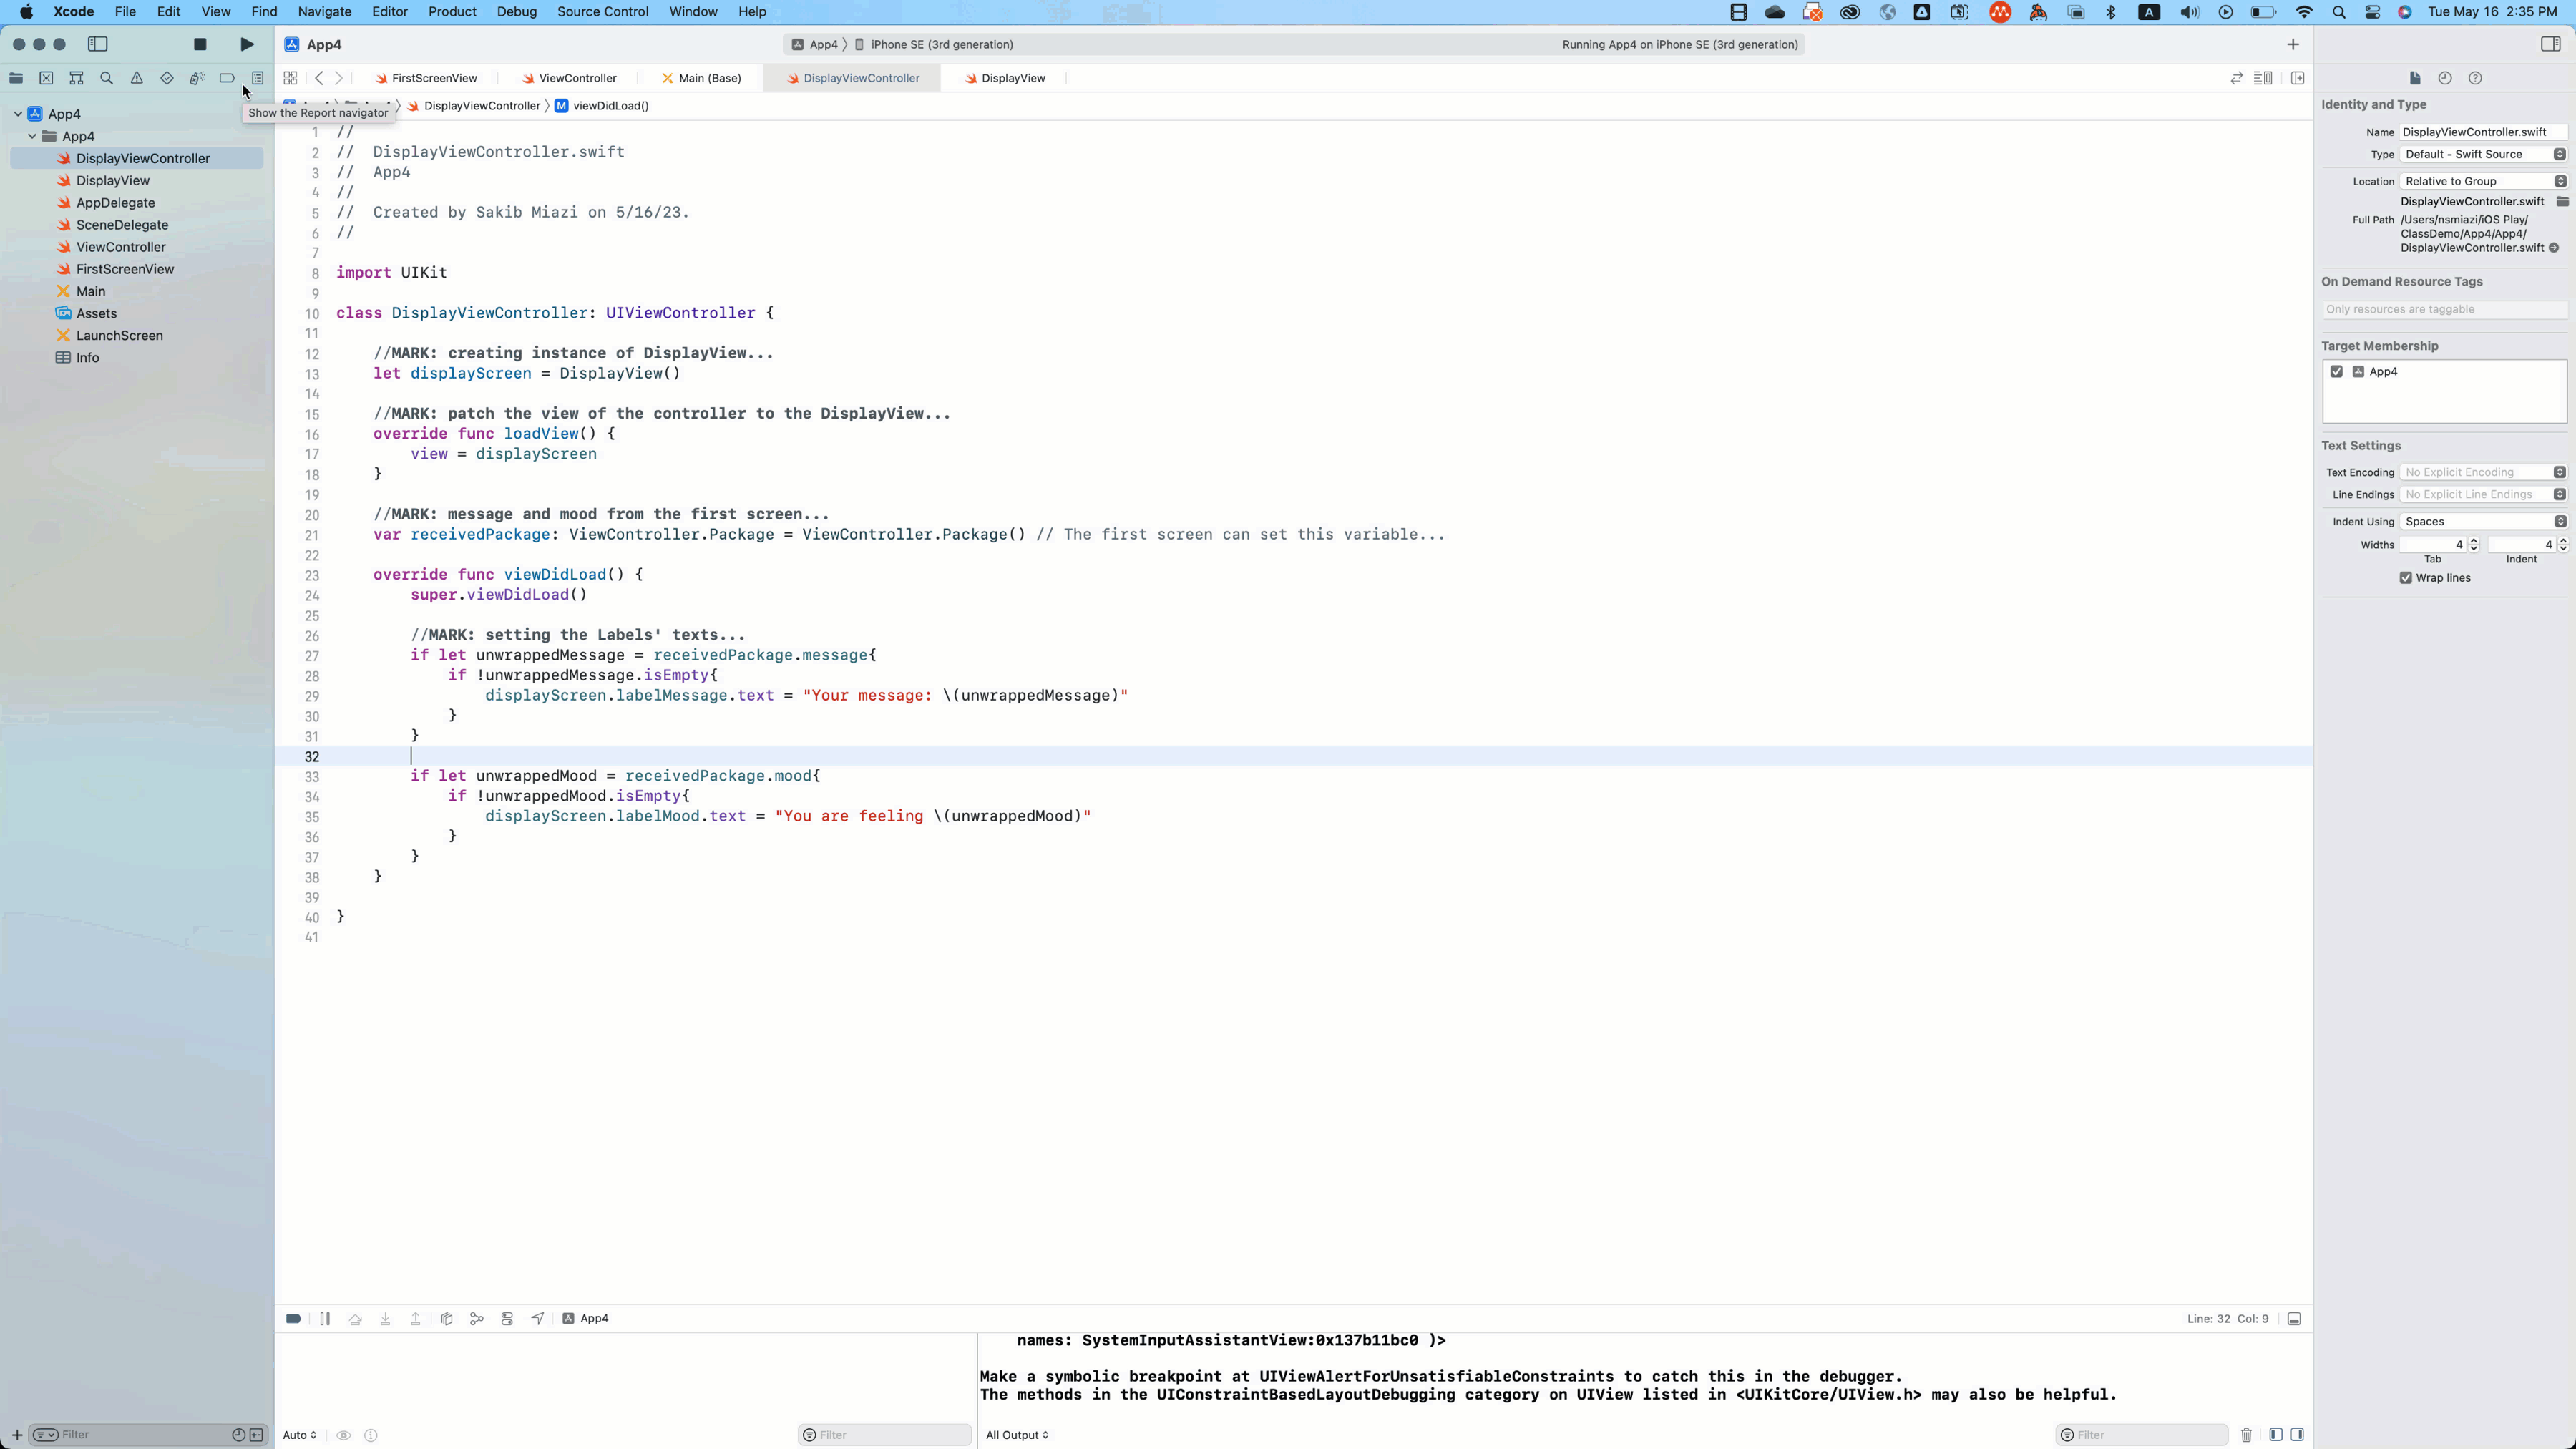 Xcode File Edit View Find Navigate Editor Product Debug Source Control Window Help
A
Tue May 16 2:35 PM
App4
App4 〉 iPhone SE (3rd generation)
Running App4 on iPhone SE (3rd generation)
FirstScreenView
ViewController
Main (Base)
DisplayViewController
DisplayView
DisplayViewController 〉 M viewDidLoad()
Show the Report navigator
App4
App4
DisplayViewController
DisplayView
AppDelegate
SceneDelegate
ViewController
FirstScreenView
Main
Assets
LaunchScreen
Info
1 //
2 //  DisplayViewController.swift
3 //  App4
4 //
5 //  Created by Sakib Miazi on 5/16/23.
6 //
7
8 import UIKit
9
10 class DisplayViewController: UIViewController {
11
12     //MARK: creating instance of DisplayView...
13     let displayScreen = DisplayView()
14
15     //MARK: patch the view of the controller to the DisplayView...
16     override func loadView() {
17         view = displayScreen
18     }
19
20     //MARK: message and mood from the first screen...
21     var receivedPackage: ViewController.Package = ViewController.Package() // The first screen can set this variable...
22
23     override func viewDidLoad() {
24         super.viewDidLoad()
25
26         //MARK: setting the Labels' texts...
27         if let unwrappedMessage = receivedPackage.message{
28             if !unwrappedMessage.isEmpty{
29                 displayScreen.labelMessage.text = "Your message: \(unwrappedMessage)"
30             }
31         }
32
33         if let unwrappedMood = receivedPackage.mood{
34             if !unwrappedMood.isEmpty{
35                 displayScreen.labelMood.text = "You are feeling \(unwrappedMood)"
36             }
37         }
38     }
39
40 }
41
Identity and Type
Name DisplayViewController.swift
Type Default - Swift Source
Location Relative to Group
DisplayViewController.swift
Full Path /Users/nsmiazi/iOS Play/
ClassDemo/App4/App4/
DisplayViewController.swift
On Demand Resource Tags
Only resources are taggable
Target Membership
App4
Text Settings
Text Encoding No Explicit Encoding
Line Endings No Explicit Line Endings
Indent Using Spaces
Widths 4 4
Tab Indent
Wrap lines
App4
Line: 32 Col: 9
names: SystemInputAssistantView:0x137b11bc0 )>
Make a symbolic breakpoint at UIViewAlertForUnsatisfiableConstraints to catch this in the debugger.
The methods in the UIConstraintBasedLayoutDebugging category on UIView listed in <UIKitCore/UIView.h> may also be helpful.
Filter
Auto
Filter
All Output
Filter